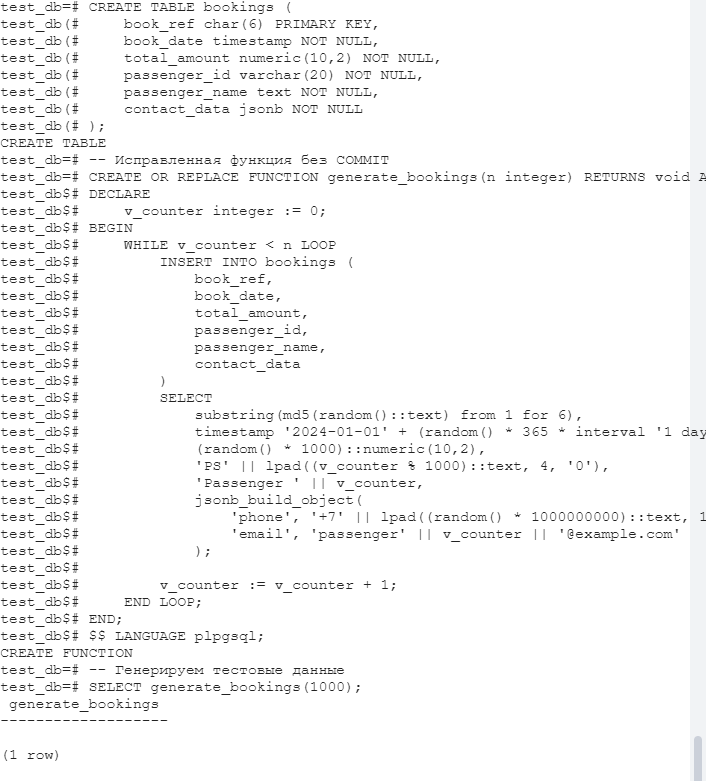 test_db=# CREATE TABLE bookings (
test_db(#     book_ref char(6) PRIMARY KEY,
test_db(#     book_date timestamp NOT NULL,
test_db(#     total_amount numeric(10,2) NOT NULL,
test_db(#     passenger_id varchar(20) NOT NULL,
test_db(#     passenger_name text NOT NULL,
test_db(#     contact_data jsonb NOT NULL
test_db(# );
CREATE TABLE
test_db=# -- Исправленная функция без COMMIT
test_db=# CREATE OR REPLACE FUNCTION generate_bookings(n integer) RETURNS void A
test_db$# DECLARE
test_db$#     v_counter integer := 0;
test_db$# BEGIN
test_db$#     WHILE v_counter < n LOOP
test_db$#         INSERT INTO bookings (
test_db$#             book_ref,
test_db$#             book_date,
test_db$#             total_amount,
test_db$#             passenger_id,
test_db$#             passenger_name,
test_db$#             contact_data
test_db$#         )
test_db$#         SELECT
test_db$#             substring(md5(random()::text) from 1 for 6),
test_db$#             timestamp '2024-01-01' + (random() * 365 * interval '1 day
test_db$#             (random() * 1000)::numeric(10,2),
test_db$#             'PS' || lpad((v_counter % 1000)::text, 4, '0'),
test_db$#             'Passenger ' || v_counter,
test_db$#             jsonb_build_object(
test_db$#                 'phone', '+7' || lpad((random() * 1000000000)::text, 1
test_db$#                 'email', 'passenger' || v_counter || '@example.com'
test_db$#             );
test_db$#
test_db$#         v_counter := v_counter + 1;
test_db$#     END LOOP;
test_db$# END;
test_db$# $$ LANGUAGE plpgsql;
CREATE FUNCTION
test_db=# -- Генерируем тестовые данные
test_db=# SELECT generate_bookings(1000);
 generate_bookings
-------------------

(1 row)